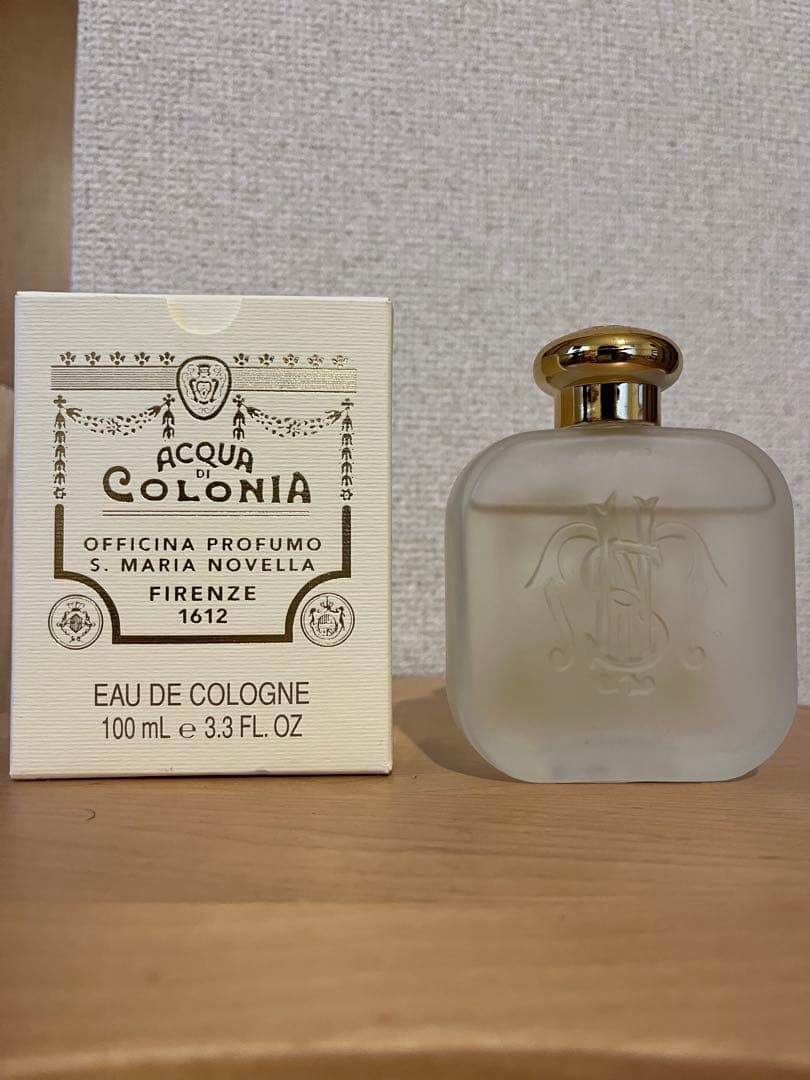 ACQUA
DI
COLONIA
OFFICINA PROFUMO
S. MARIA NOVELLA
FIRENZE
1612
EAU DE COLOGNE
100 mL ℮ 3.3 FL. OZ